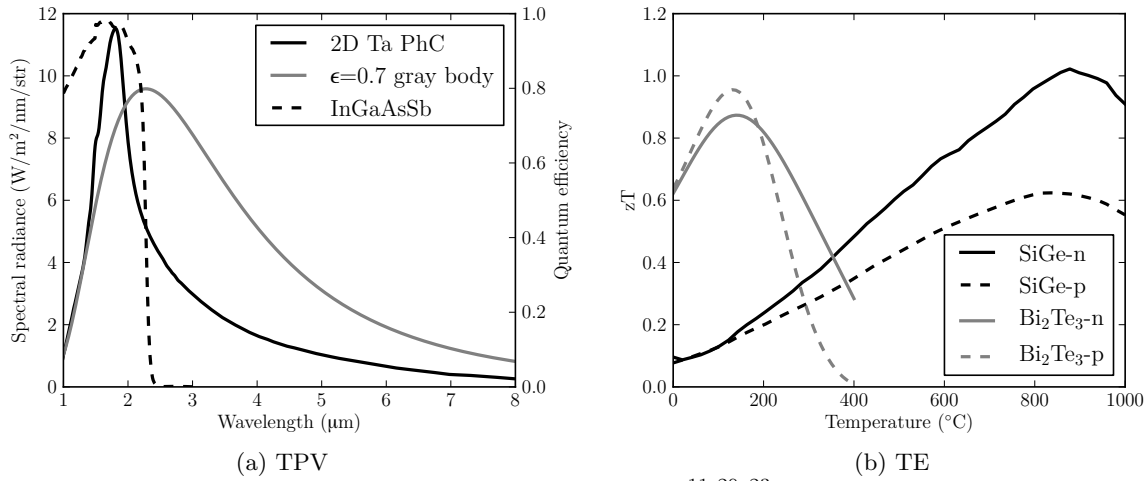 12
10
8
6
4
2
0
Spectral radiance (W/m²/nm/str)
1 2 3 4 5 6 7 8
Wavelength (μm)
1.0
0.8
0.6
0.4
0.2
0.0
Quantum efficiency
2D Ta PhC
ϵ=0.7 gray body
InGaAsSb
(a) TPV
1.2
1.0
0.8
0.6
0.4
0.2
0.0
zT
0 200 400 600 800 1000
Temperature (°C)
SiGe-n
SiGe-p
Bi₂Te₃-n
Bi₂Te₃-p
(b) TE